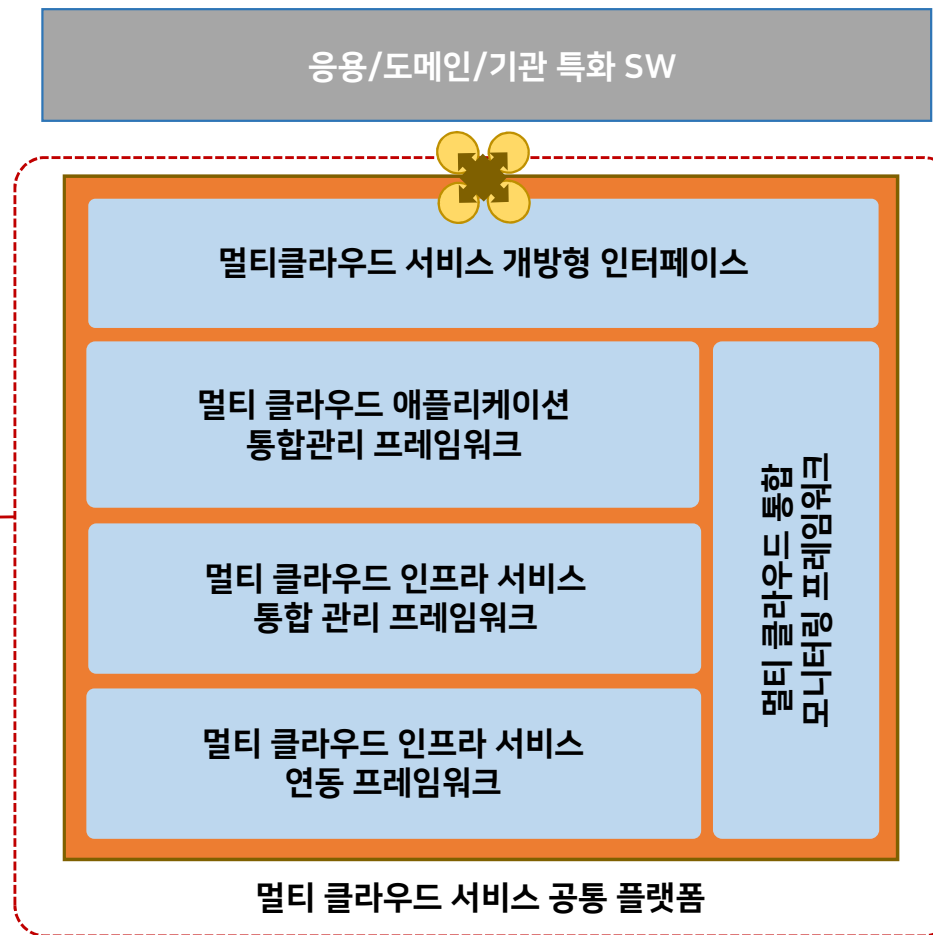 응용/도메인/기관 특화 SW
멀티클라우드 서비스 개방형 인터페이스
멀티 클라우드 애플리케이션
통합관리 프레임워크
멀티 클라우드 인프라 서비스
통합 관리 프레임워크
멀티 클라우드 인프라 서비스
연동 프레임워크
멀티 클라우드 통합
모니터링 프레임워크
멀티 클라우드 서비스 공통 플랫폼